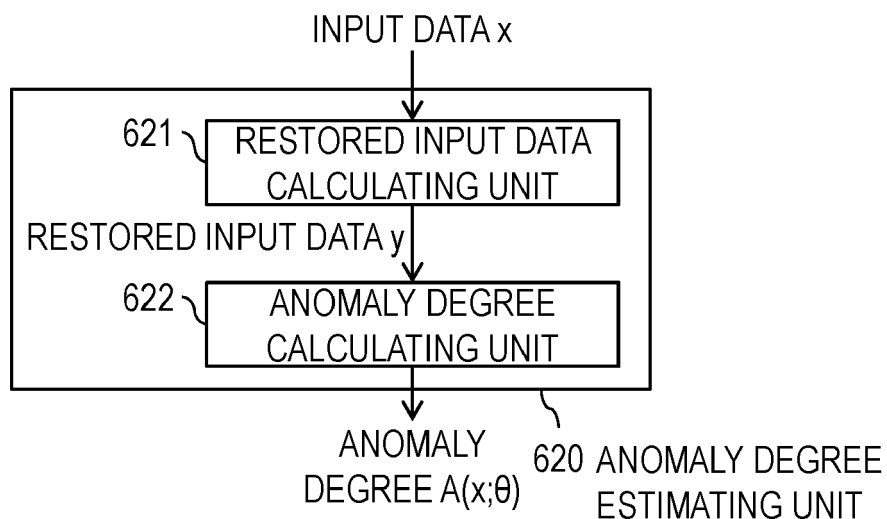 INPUT DATA x
621
RESTORED INPUT DATA
CALCULATING UNIT
RESTORED INPUT DATA y
622
ANOMALY DEGREE
CALCULATING UNIT
ANOMALY
DEGREE A(x;θ)
620 ANOMALY DEGREE
ESTIMATING UNIT